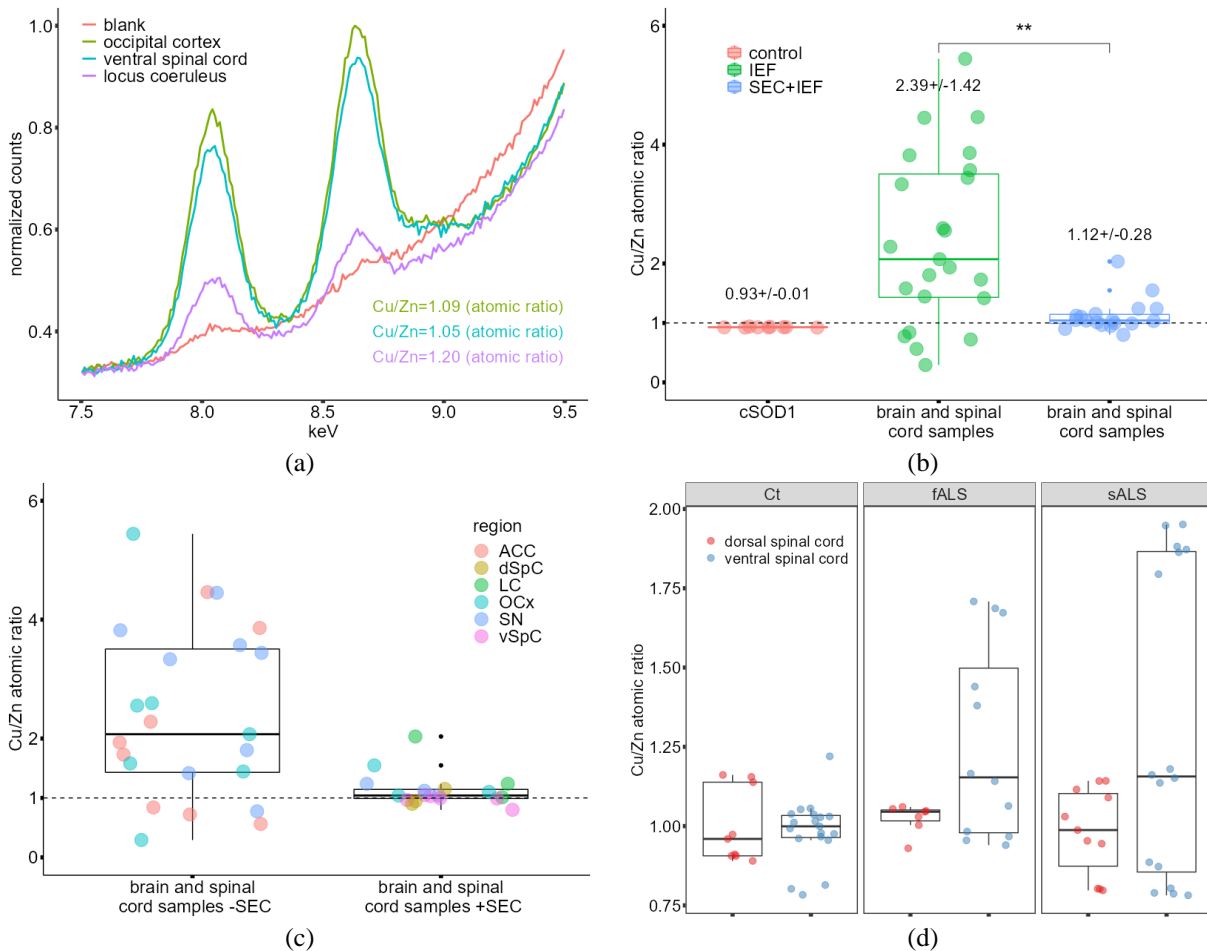 blank
occipital cortex
ventral spinal cord
locus coeruleus
normalized counts
1.0
0.8
0.6
0.4
Cu/Zn=1.09 (atomic ratio)
Cu/Zn=1.05 (atomic ratio)
Cu/Zn=1.20 (atomic ratio)
7.5
8.0
8.5
9.0
9.5
keV
(a)
Cu/Zn atomic ratio
6
4
2
1
0
control
IEF
SEC+IEF
**
2.39+/-1.42
1.12+/-0.28
0.93+/-0.01
cSOD1
brain and spinal
cord samples
brain and spinal
cord samples
(b)
Cu/Zn atomic ratio
6
4
2
1
0
region
ACC
dSpC
LC
OCx
SN
vSpC
brain and spinal
cord samples -SEC
brain and spinal
cord samples +SEC
(c)
Ct
fALS
sALS
Cu/Zn atomic ratio
2.00
1.75
1.50
1.25
1.00
0.75
dorsal spinal cord
ventral spinal cord
(d)